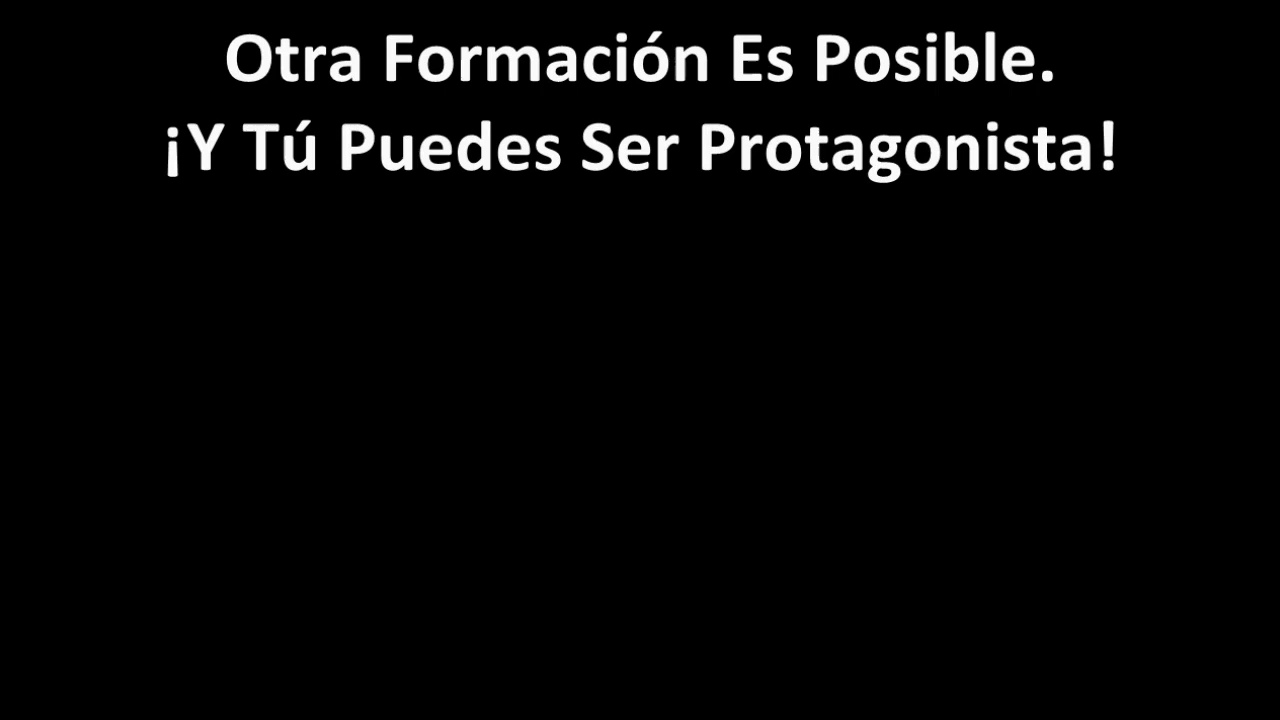 Otra Formación Es Posible.
¡Y Tú Puedes Ser Protagonista!